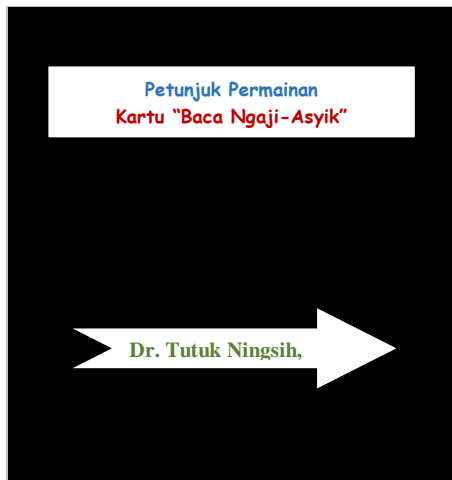 Petunjuk Permainan
Kartu “Baca Ngaji-Asyik”
Dr. Tutuk Ningsih,